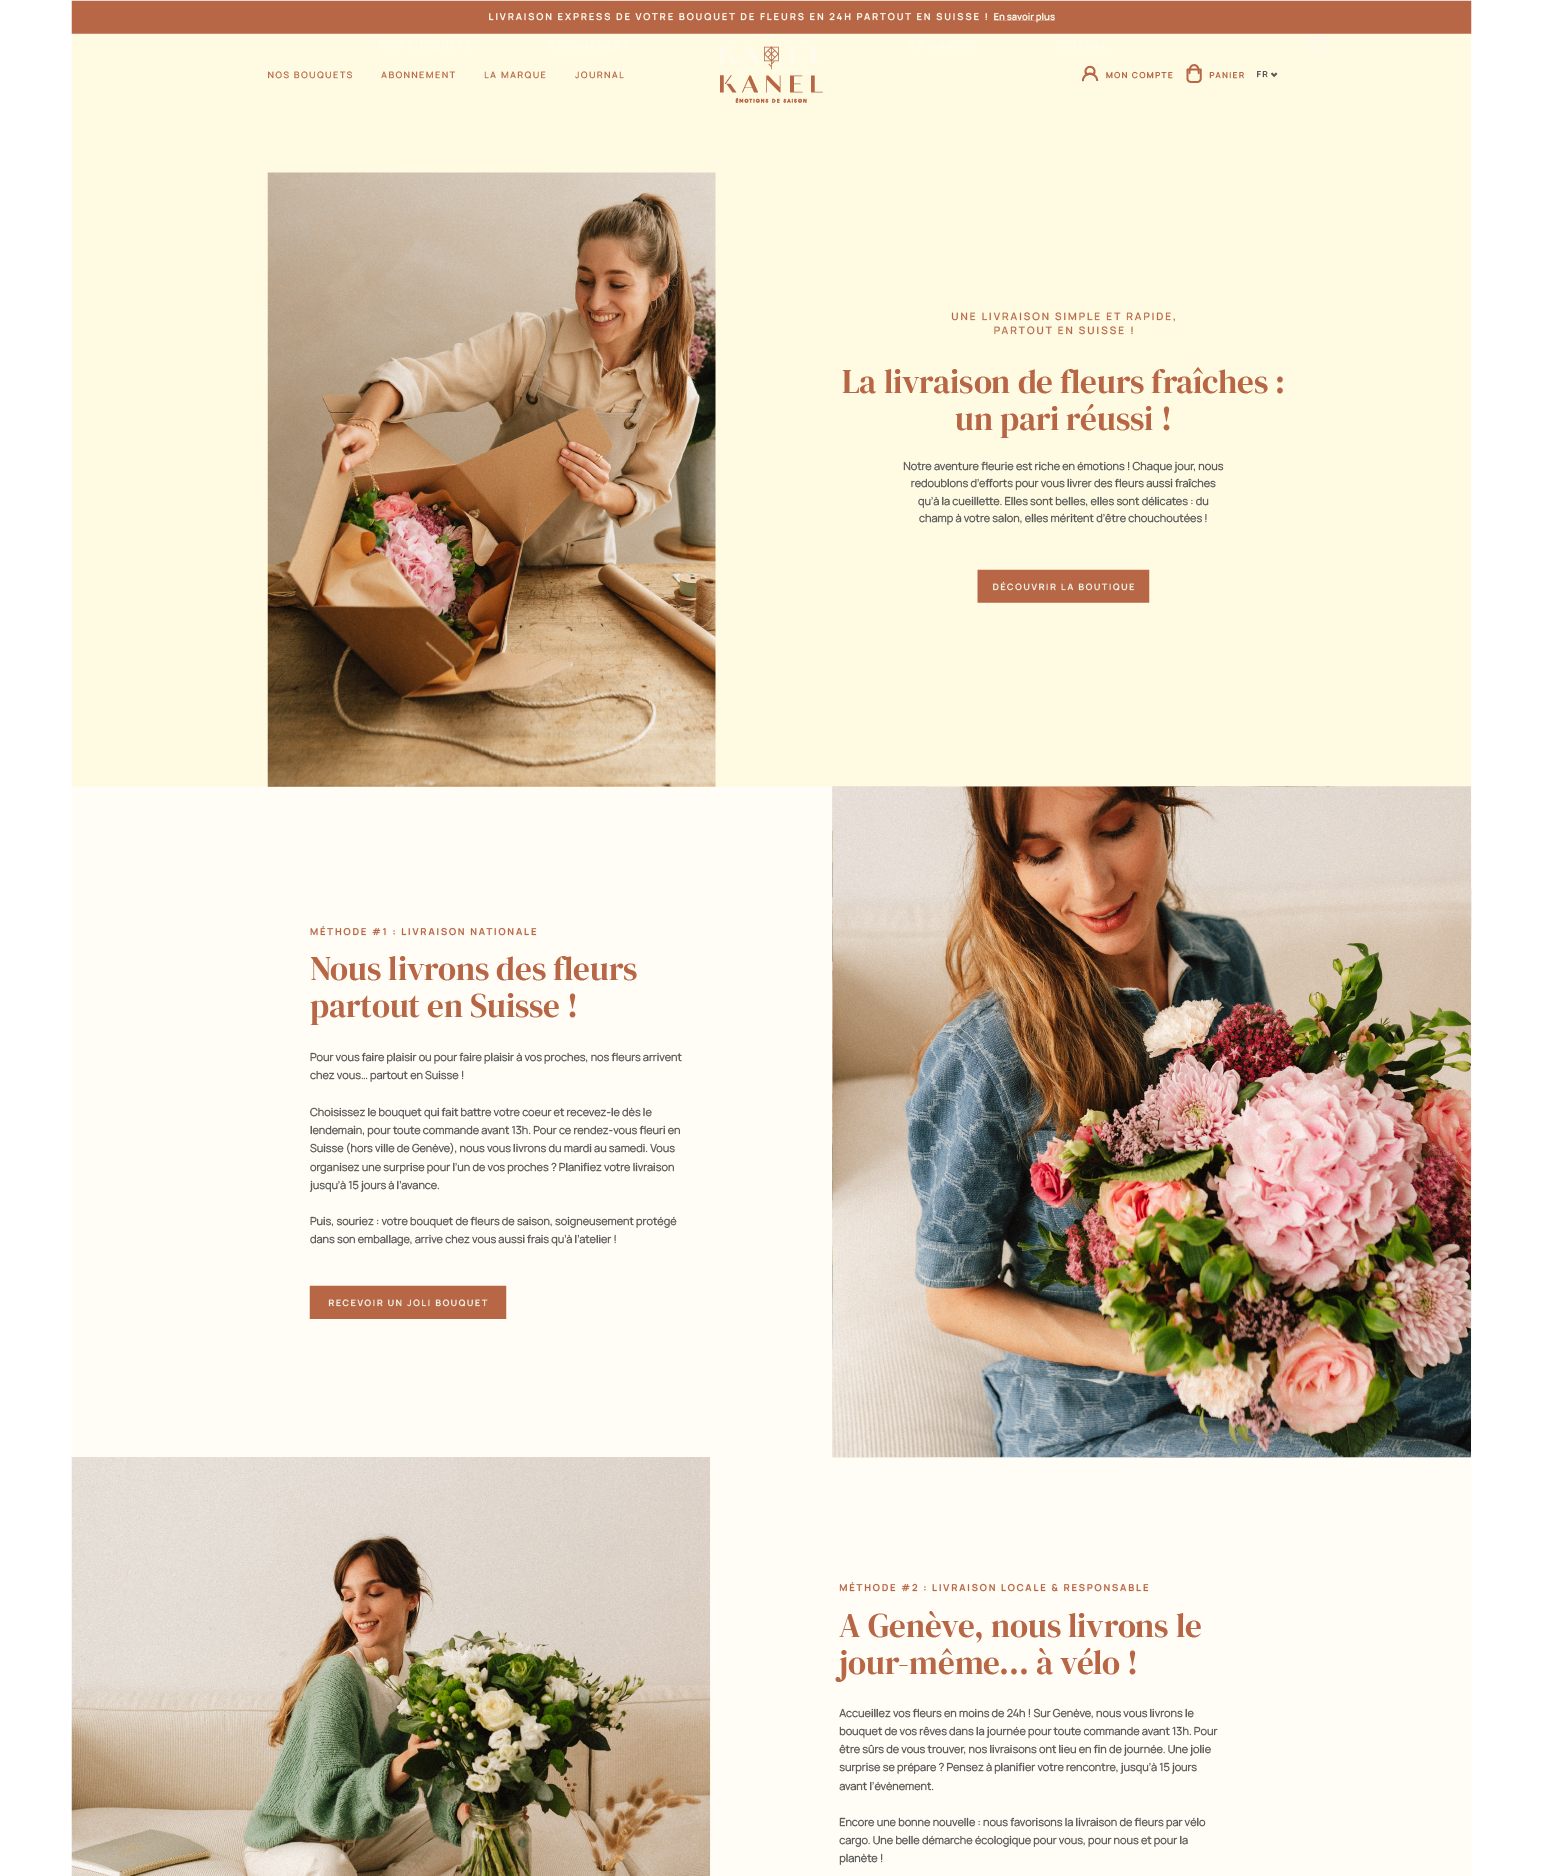 LIVRAISON EXPRESS DE VOTRE BOUQUET DE FLEURS EN 24H PARTOUT EN SUISSE ! En savoir plus
NOS BOUQUETS ABONNEMENT LA MARQUE JOURNAL
KANEL
ÉMOTIONS DE SAISON
MON COMPTE PANIER FR
UNE LIVRAISON SIMPLE ET RAPIDE,
PARTOUT EN SUISSE !
La livraison de fleurs fraîches :
un pari réussi !
Notre aventure fleurie est riche en émotions ! Chaque jour, nous
redoublons d'efforts pour vous livrer des fleurs aussi fraîches
qu'à la cueillette. Elles sont belles, elles sont délicates : du
champ à votre salon, elles méritent d'être chouchoutées !
DÉCOUVRIR LA BOUTIQUE
MÉTHODE #1 : LIVRAISON NATIONALE
Nous livrons des fleurs
partout en Suisse !
Pour vous faire plaisir ou pour faire plaisir à vos proches, nos fleurs arrivent
chez vous... partout en Suisse !
Choisissez le bouquet qui fait battre votre coeur et recevez-le dès le
lendemain, pour toute commande avant 13h. Pour ce rendez-vous fleuri en
Suisse (hors ville de Genève), nous vous livrons du mardi au samedi. Vous
organisez une surprise pour l'un de vos proches ? Planifiez votre livraison
jusqu'à 15 jours à l'avance.
Puis, souriez : votre bouquet de fleurs de saison, soigneusement protégé
dans son emballage, arrive chez vous aussi frais qu'à l'atelier !
RECEVOIR UN JOLI BOUQUET
MÉTHODE #2 : LIVRAISON LOCALE & RESPONSABLE
A Genève, nous livrons le
jour-même... à vélo !
Accueillez vos fleurs en moins de 24h ! Sur Genève, nous vous livrons le
bouquet de vos rêves dans la journée pour toute commande avant 13h. Pour
être sûrs de vous trouver, nos livraisons ont lieu en fin de journée. Une jolie
surprise se prépare ? Pensez à planifier votre rencontre, jusqu'à 15 jours
avant l'événement.
Encore une bonne nouvelle : nous favorisons la livraison de fleurs par vélo
cargo. Une belle démarche écologique pour vous, pour nous et pour la
planète !